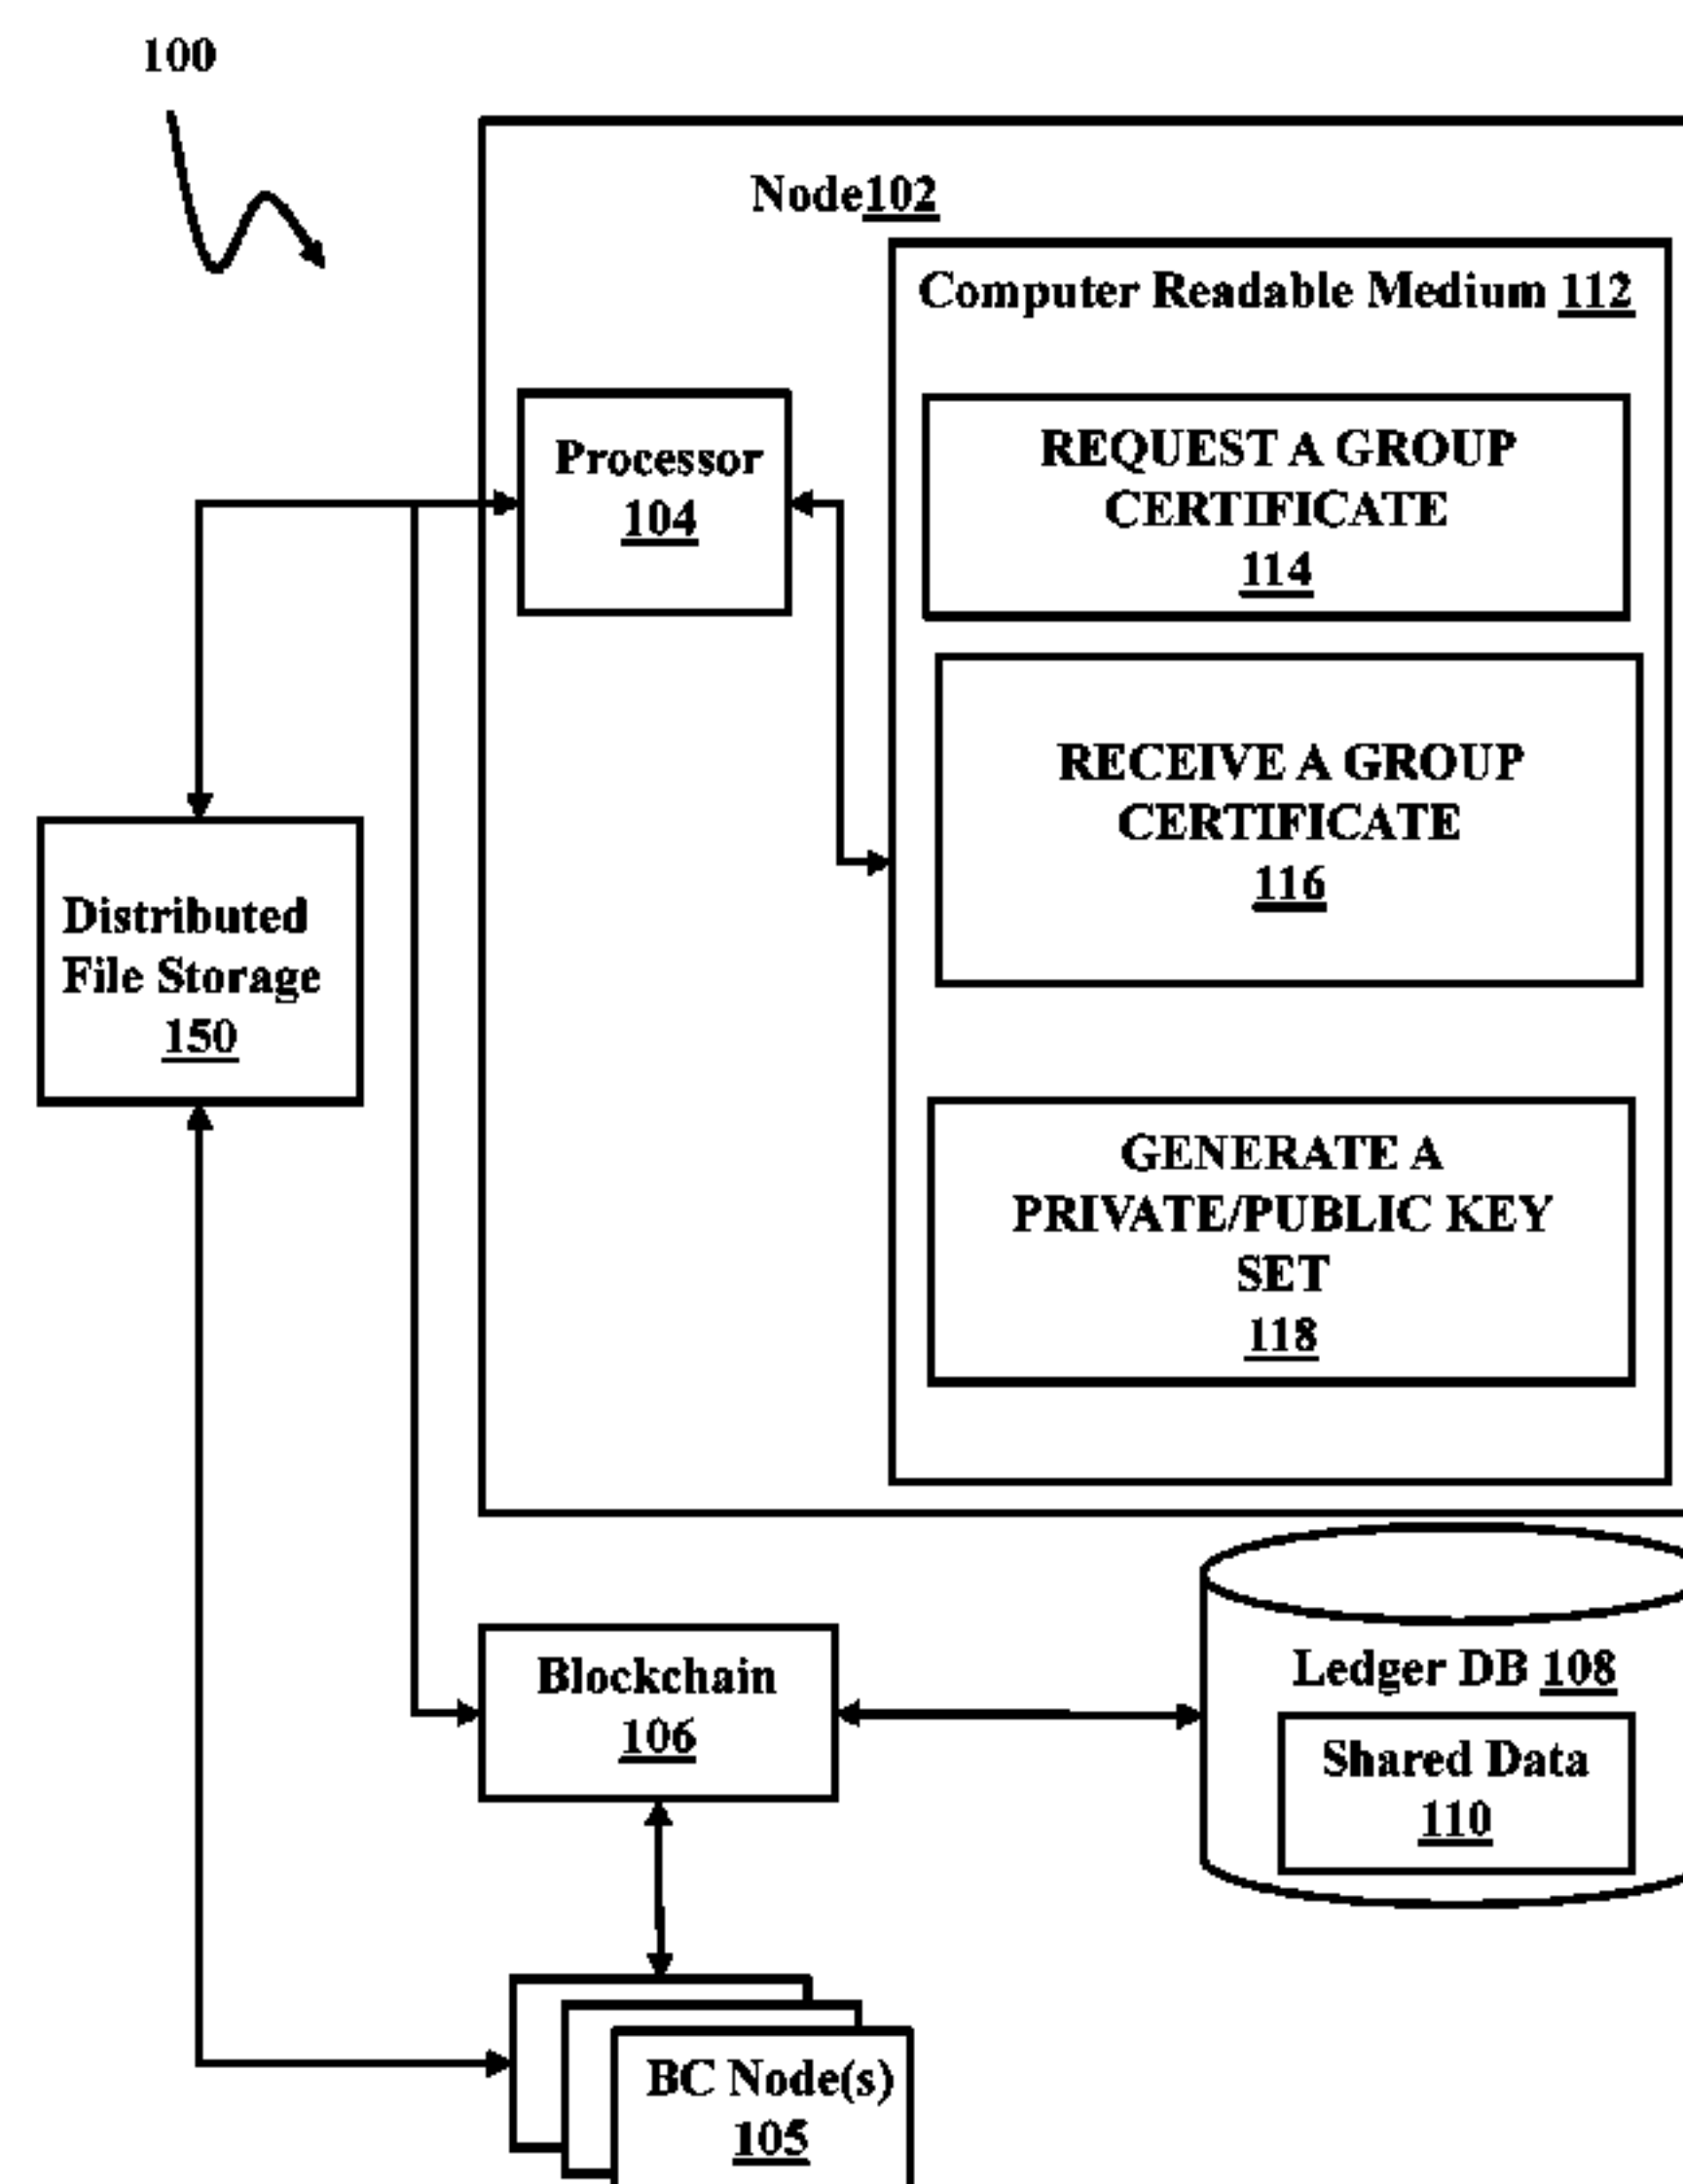 100
Node102
Computer Readable Medium 112
Processor
104
REQUEST A GROUP
CERTIFICATE
114
RECEIVE A GROUP
CERTIFICATE
116
Distributed
File Storage
150
GENERATE A
PRIVATE/PUBLIC KEY
SET
118
Blockchain
106
Ledger DB 108
Shared Data
110
BC Node(s)
105